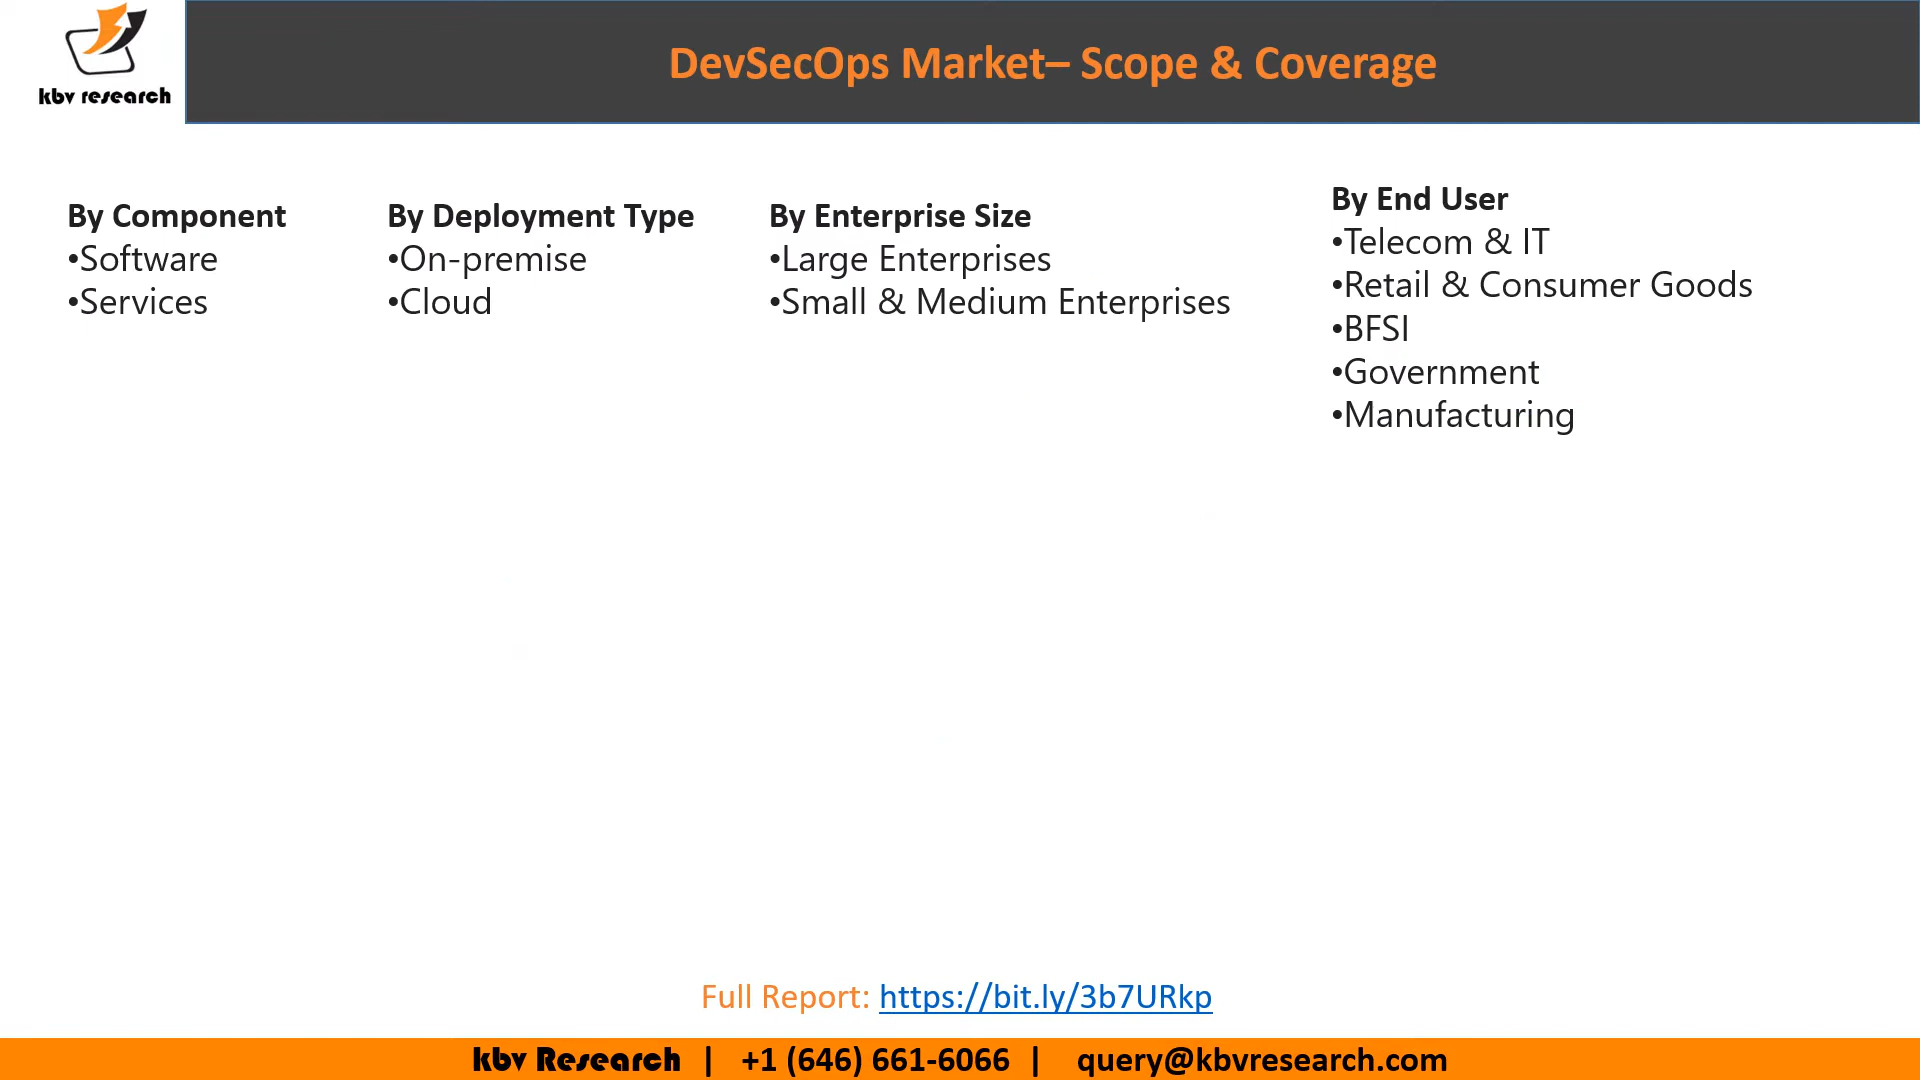 kbv research
DevSecOps Market– Scope & Coverage
By Component
•Software
•Services
By Deployment Type
•On-premise
•Cloud
By Enterprise Size
•Large Enterprises
•Small & Medium Enterprises
By End User
•Telecom & IT
•Retail & Consumer Goods
•BFSI
•Government
•Manufacturing
Full Report: https://bit.ly/3b7URkp
kbv Research | +1 (646) 661-6066 | query@kbvresearch.com